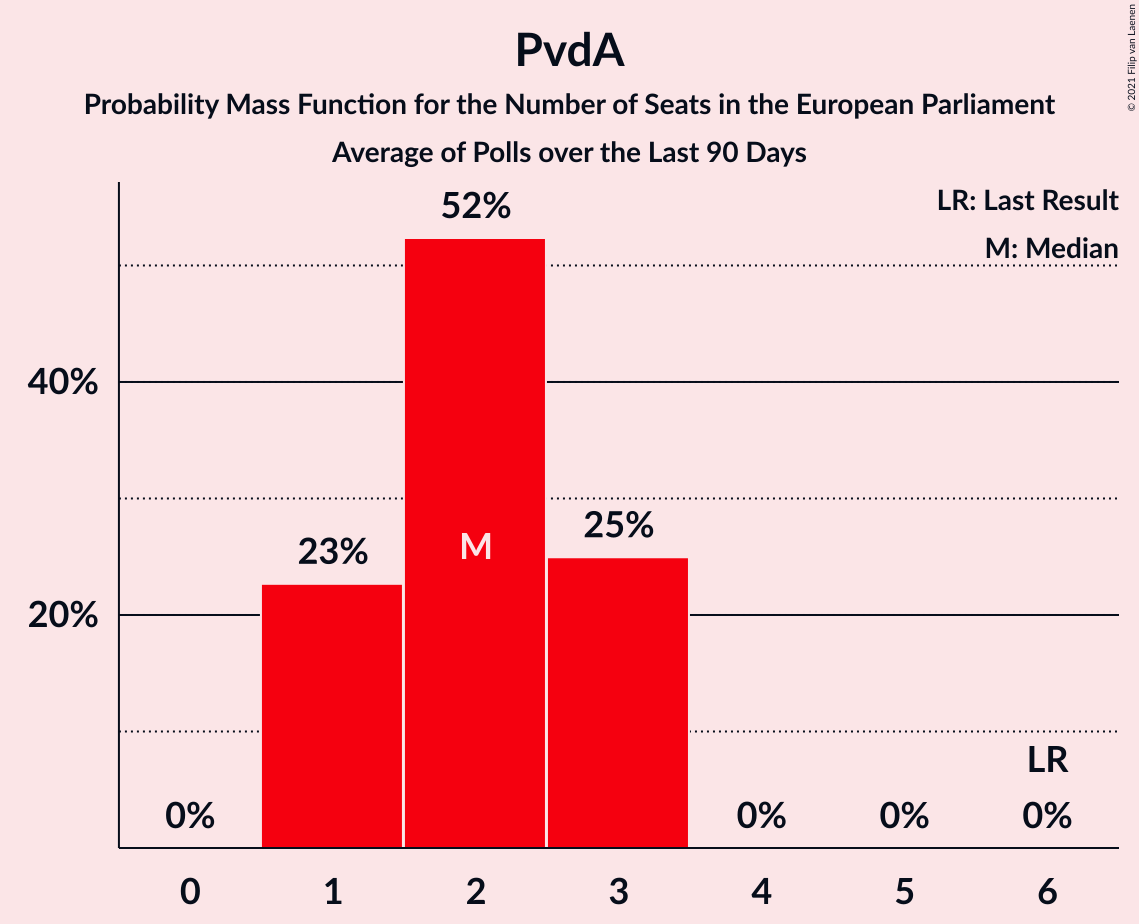 PvdA
Probability Mass Function for the Number of Seats in the European Parliament
Average of Polls over the Last 90 Days
© 2021 Filip van Laenen
LR: Last Result
M: Median
52%
40%
25%
23%
M
20%
LR
0%
0%
0%
0%
0 1 2 3 4 5 6